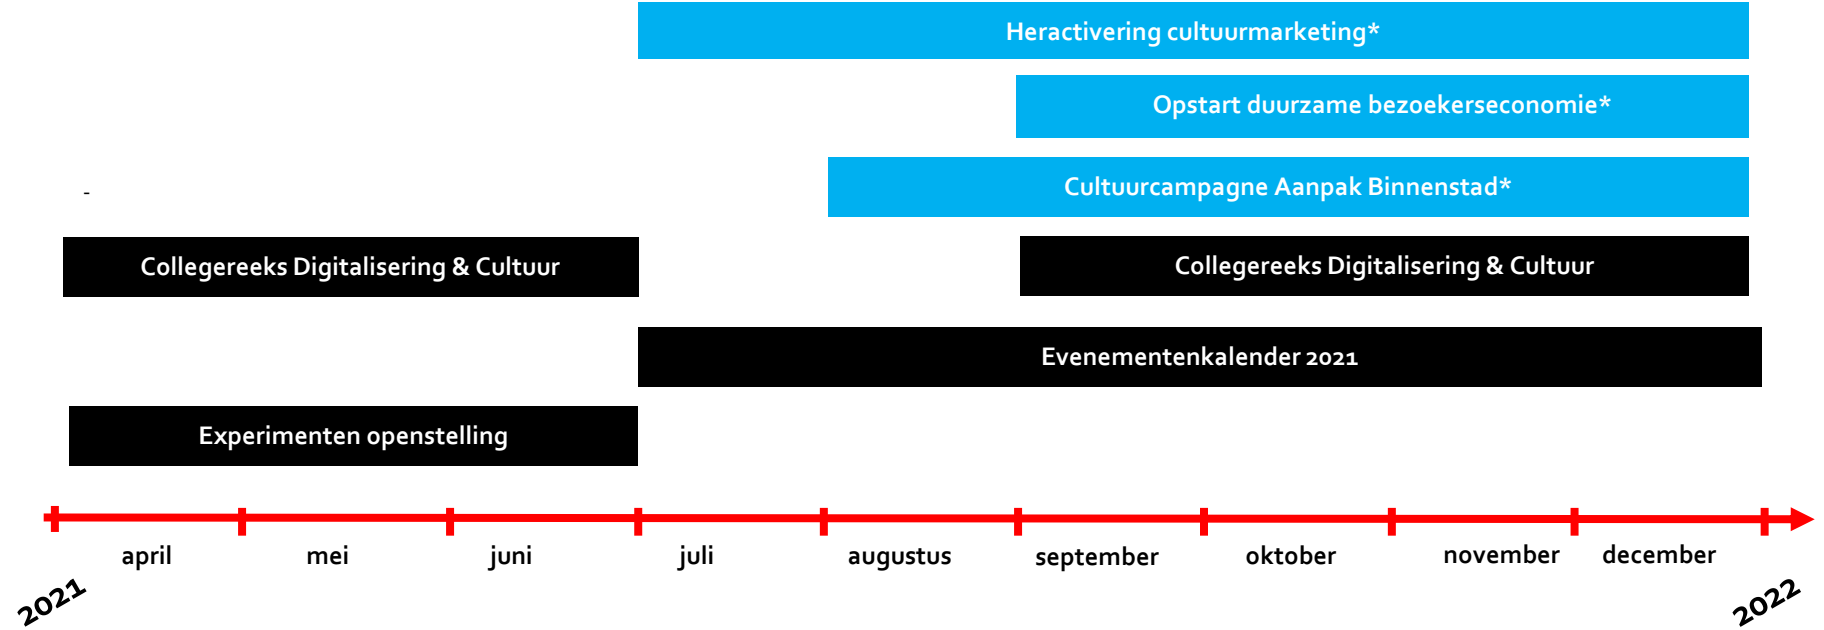 Heractivering cultuurmarketing*
Opstart duurzame bezoekerseconomie*
Cultuurcampagne Aanpak Binnenstad*
-
Collegereeks Digitalisering & Cultuur
Collegereeks Digitalisering & Cultuur
Evenementenkalender 2021
Experimenten openstelling
april mei juni juli augustus september oktober november december
2021 2022